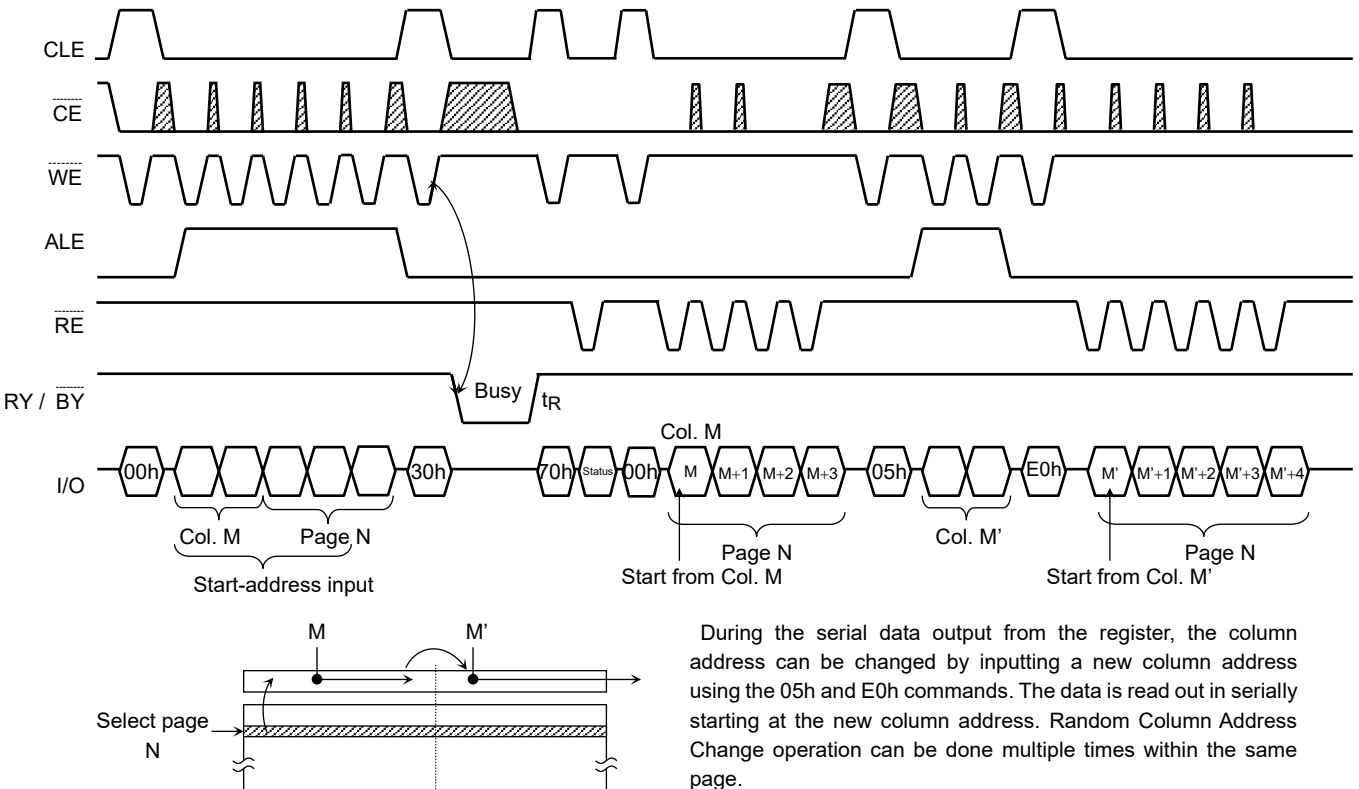 CLE
CE
WE
ALE
RE
RY / BY
Busy
tR
Col. M
I/O
00h
30h
70h
Status
00h
M
M+1
M+2
M+3
05h
E0h
M'
M'+1
M'+2
M'+3
M'+4
Col. M
Page N
Start-address input
Page N
Start from Col. M
Col. M'
Page N
Start from Col. M'
M
M'
Select page
N
During the serial data output from the register, the column
address can be changed by inputting a new column address
using the 05h and E0h commands. The data is read out in serially
starting at the new column address. Random Column Address
Change operation can be done multiple times within the same
page.